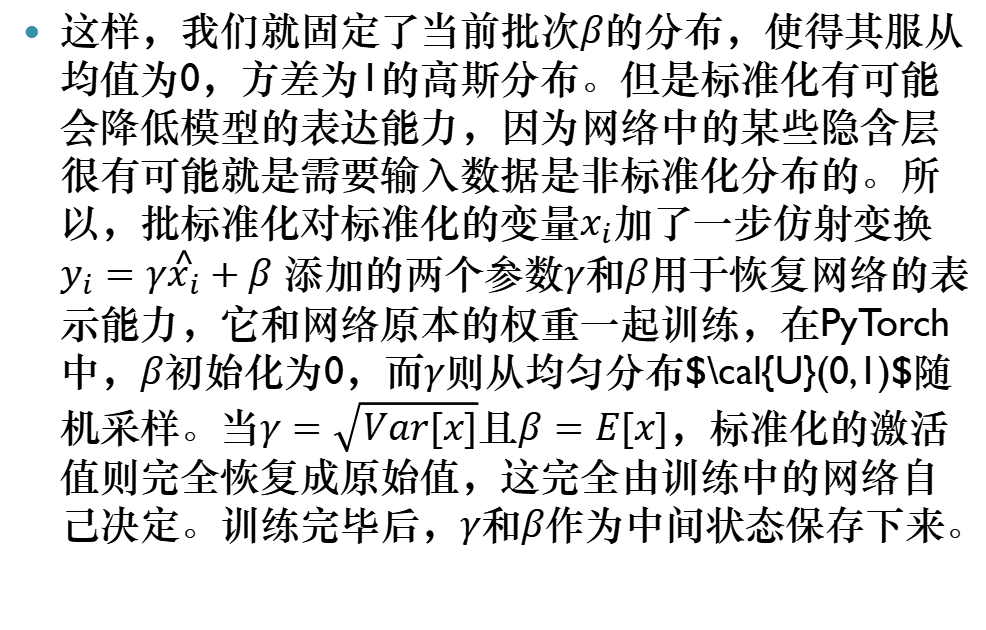 • 这样，我们就固定了当前批次β的分布，使得其服从
均值为0，方差为1的高斯分布。但是标准化有可能
会降低模型的表达能力，因为网络中的某些隐含层
很有可能就是需要输入数据是非标准化分布的。所
以，批标准化对标准化的变量xᵢ加了一步仿射变换
yᵢ = γx̂ᵢ + β 添加的两个参数γ和β用于恢复网络的表
示能力，它和网络原本的权重一起训练，在PyTorch
中，β初始化为0，而γ则从均匀分布$\cal{U}(0,1)$随
机采样。当γ = √Var[x]且β = E[x]，标准化的激活
值则完全恢复成原始值，这完全由训练中的网络自
己决定。训练完毕后，γ和β作为中间状态保存下来。